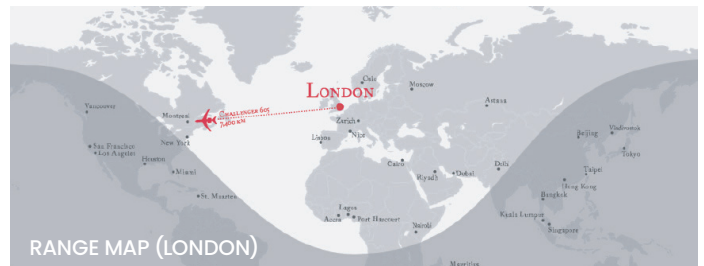 Oslo
Moscow
LONDON
Astana
Vancouver
Montreal
CHALLENGER 605
7,400 KM
Zurich
Nice
Beijing
Vladivostok
New York
Lisbon
San Francisco
Los Angeles
Tokyo
Houston
Cairo
Delhi
Miami
Riyadh
Dubai
Taipei
Hong Kong
St. Maarten
Bangkok
Lagos
Accra
Port Harcourt
Kuala Lumpur
Nairobi
Singapore
RANGE MAP (LONDON)
Mauritius